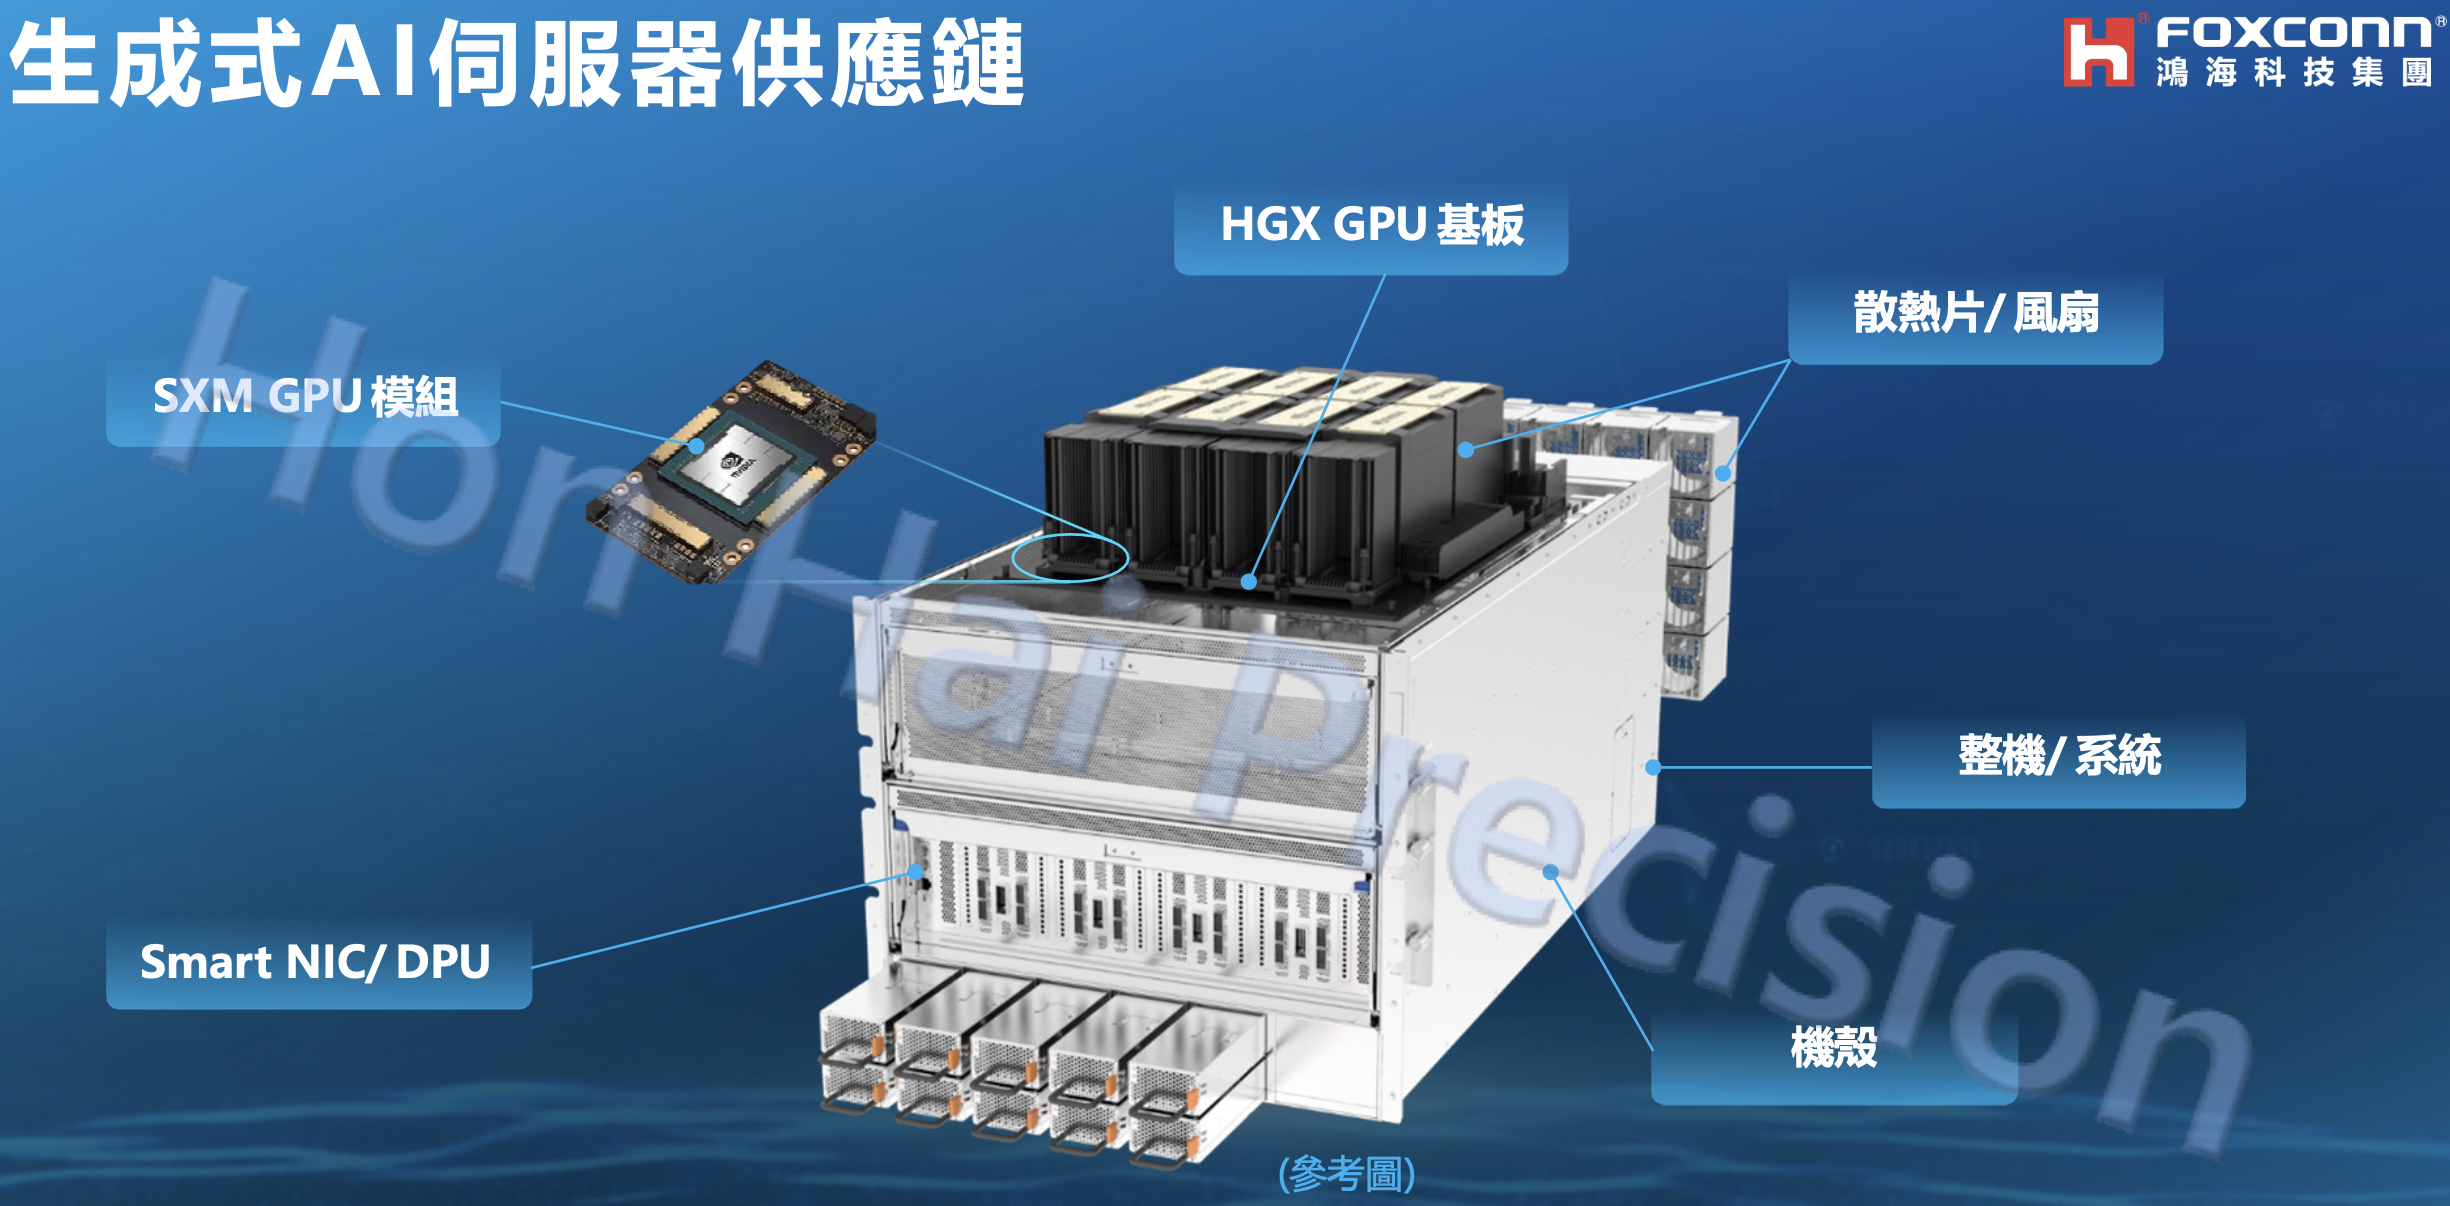 生成式AI伺服器供應鏈
FOXCONN
鴻海科技集團
HGX GPU 基板
散熱片/ 風扇
SXM GPU 模組
NVIDIA
Hon Hai Precision
整機/ 系統
Smart NIC/ DPU
機殼
(參考圖)